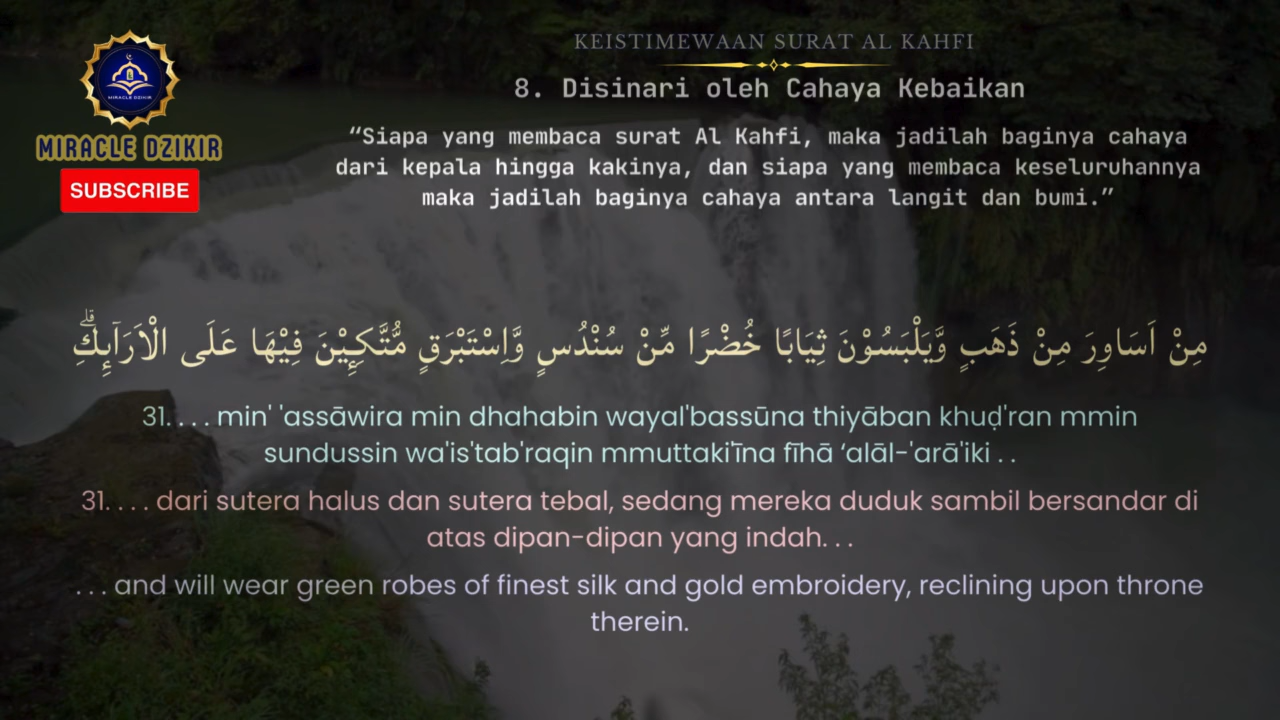 KEISTIMEWAAN SURAT AL KAHFI
8. Disinari oleh Cahaya Kebaikan
MIRACLE DZIKIR
MIRACLE DZIKIR
SUBSCRIBE
“Siapa yang membaca surat Al Kahfi, maka jadilah baginya cahaya
dari kepala hingga kakinya, dan siapa yang membaca keseluruhannya
maka jadilah baginya cahaya antara langit dan bumi.”
مِنْ اَسَاوِرَ مِنْ ذَهَبٍ وَّيَلْبَسُوْنَ ثِيَابًا خُضْرًا مِّنْ سُنْدُسٍ وَّاِسْتَبْرَقٍ مُّتَّكِـِٕيْنَ فِيْهَا عَلَى الْاَرَاۤىِٕكِۗ
31. . . . min' 'assāwira min dhahabin wayal'bassūna thiyāban khuḍ'ran mmin
sundussin wa'is'tab'raqin mmuttaki'īna fīhā ‘alāl-'arā'iki . .
31. . . . dari sutera halus dan sutera tebal, sedang mereka duduk sambil bersandar di
atas dipan-dipan yang indah. . .
. . . and will wear green robes of finest silk and gold embroidery, reclining upon throne
therein.